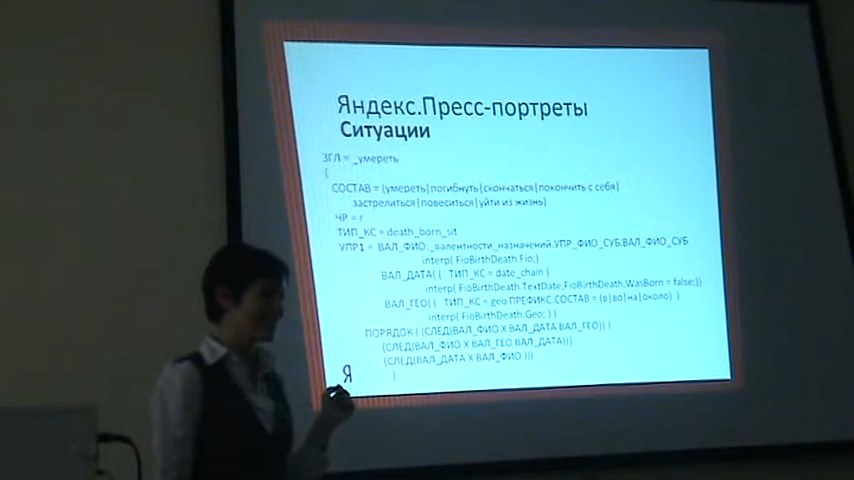 Яндекс.Пресс-портреты
Ситуации
ЗГЛ = _умереть
{
СОСТАВ = {умереть|погибнуть|скончаться|покончить с себя|
застрелиться|повеситься|уйти из жизнь}
ЧР = г
ТИП_КС = death_born_sit
УПР1 = ВАЛ_ФИО:_валентности_назначений.УПР_ФИО_СУБ.ВАЛ_ФИО_СУБ
interp( FioBirthDeath.Fio;)
ВАЛ_ДАТА( { ТИП_КС = date_chain }
interp( FioBirthDeath.TextDate,FioBirthDeath.WasBorn = false;))
ВАЛ_ГЕО( { ТИП_КС = geo ПРЕФИКС.СОСТАВ = {в|во|на|около} }
interp( FioBirthDeath.Geo; ) )
ПОРЯДОК ( (СЛЕД(ВАЛ_ФИО X ВАЛ_ДАТА ВАЛ_ГЕО)) |
(СЛЕД(ВАЛ_ФИО X ВАЛ_ГЕО ВАЛ_ДАТА)))
(СЛЕД(ВАЛ_ДАТА X ВАЛ_ФИО )))
}
Я